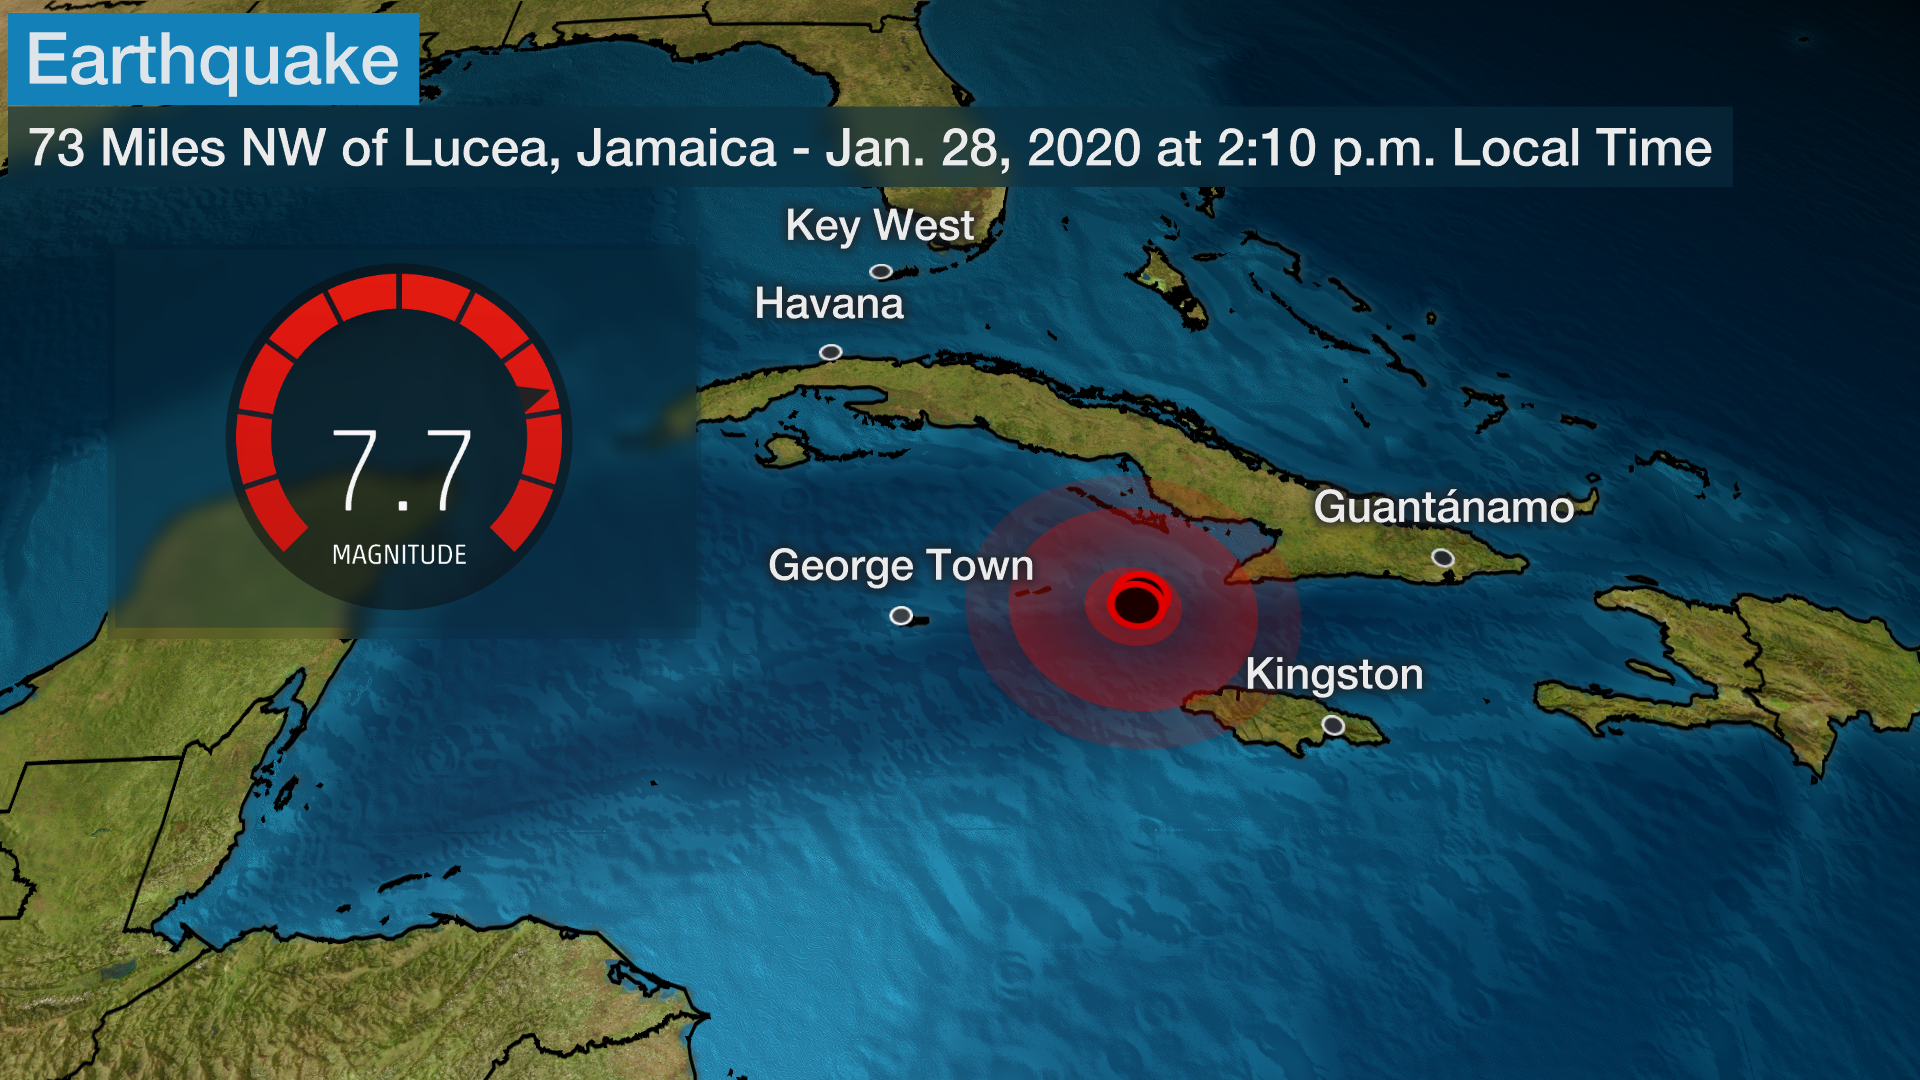 Earthquake
73 Miles NW of Lucea, Jamaica - Jan. 28, 2020 at 2:10 p.m. Local Time
Key West
Havana
7.7
MAGNITUDE
Guantánamo
George Town
Kingston